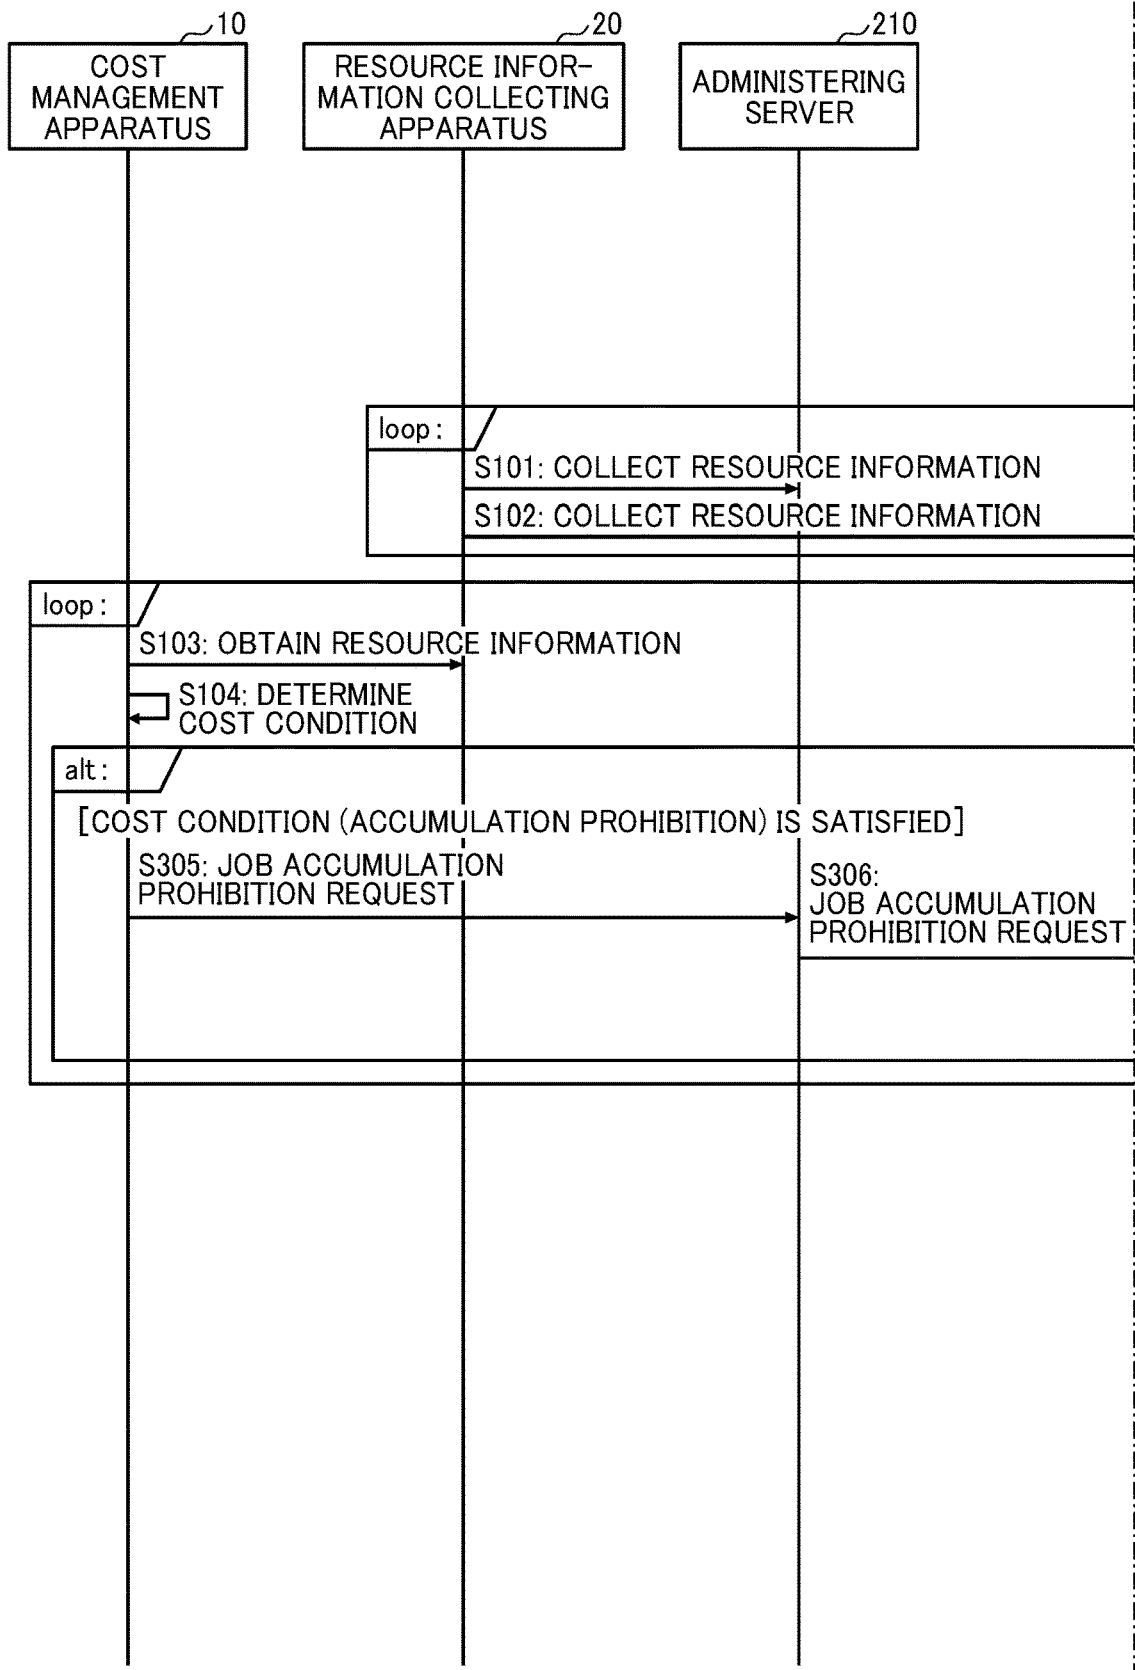 10
COST
MANAGEMENT
APPARATUS
20
RESOURCE INFOR-
MATION COLLECTING
APPARATUS
210
ADMINISTERING
SERVER
loop:
S101: COLLECT RESOURCE INFORMATION
S102: COLLECT RESOURCE INFORMATION
loop:
S103: OBTAIN RESOURCE INFORMATION
S104: DETERMINE
COST CONDITION
alt:
[COST CONDITION (ACCUMULATION PROHIBITION) IS SATISFIED]
S305: JOB ACCUMULATION
PROHIBITION REQUEST
S306:
JOB ACCUMULATION
PROHIBITION REQUEST